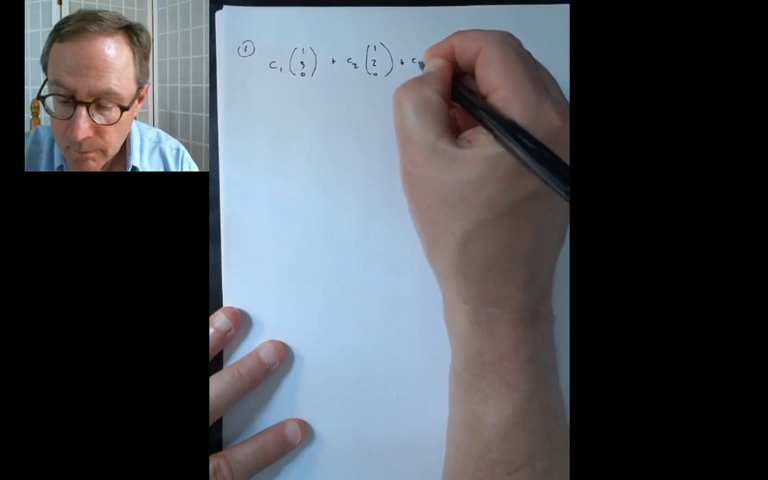 ① c₁ (1 3 0) + c₂ (1 2 0) + c